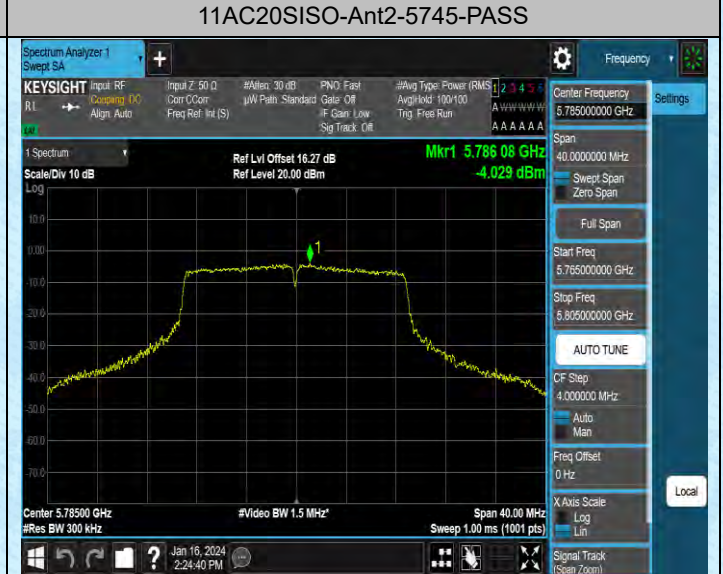 11AC20SISO-Ant2-5745-PASS
Spectrum Analyzer 1
Swept SA
+
Frequency
KEYSIGHT
RL
Input: RF
Coupling: DC
Align: Auto
Input Z: 50 Ω
Corr CCorr
Freq Ref: Int (S)
#Atten: 30 dB
µW Path: Standard
PNO: Fast
Gate: Off
IF Gain: Low
Sig Track: Off
#Avg Type: Power (RMS
Avg|Hold: 100/100
Trig: Free Run
1 2 3 4 5 6
A W W W W W
A A A A A A
1 Spectrum
Scale/Div 10 dB
Log
Ref Lvl Offset 16.27 dB
Ref Level 20.00 dBm
Mkr1 5.786 08 GHz
-4.029 dBm
10.0
0.00
-10.0
-20.0
-30.0
-40.0
-50.0
-60.0
-70.0
1
Center 5.78500 GHz
#Res BW 300 kHz
#Video BW 1.5 MHz*
Span 40.00 MHz
Sweep 1.00 ms (1001 pts)
Center Frequency
5.785000000 GHz
Settings
Span
40.0000000 MHz
Swept Span
Zero Span
Full Span
Start Freq
5.765000000 GHz
Stop Freq
5.805000000 GHz
AUTO TUNE
CF Step
4.000000 MHz
Auto
Man
Freq Offset
0 Hz
X Axis Scale
Log
Lin
Local
Signal Track
(Span Zoom)
?
Jan 16, 2024
2:24:40 PM